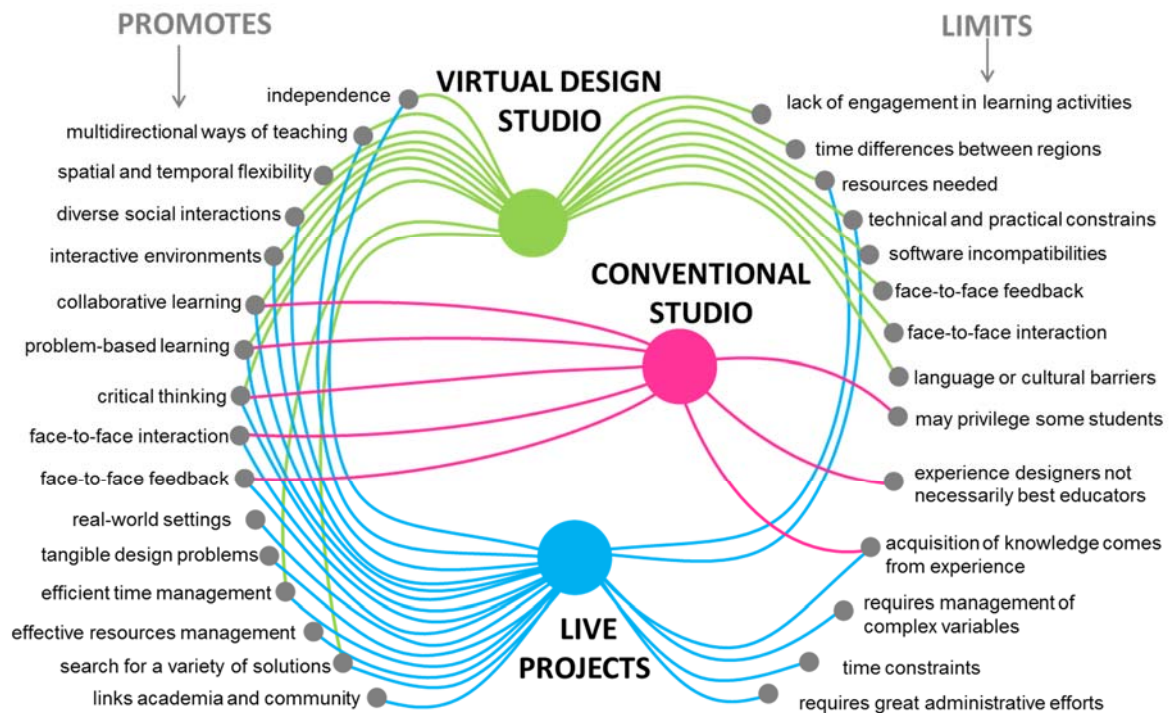 PROMOTES
LIMITS
VIRTUAL DESIGN
STUDIO
CONVENTIONAL
STUDIO
LIVE
PROJECTS
independence
multidirectional ways of teaching
spatial and temporal flexibility
diverse social interactions
interactive environments
collaborative learning
problem-based learning
critical thinking
face-to-face interaction
face-to-face feedback
real-world settings
tangible design problems
efficient time management
effective resources management
search for a variety of solutions
links academia and community
lack of engagement in learning activities
time differences between regions
resources needed
technical and practical constrains
software incompatibilities
face-to-face feedback
face-to-face interaction
language or cultural barriers
may privilege some students
experience designers not
necessarily best educators
acquisition of knowledge comes
from experience
requires management of
complex variables
time constraints
requires great administrative efforts